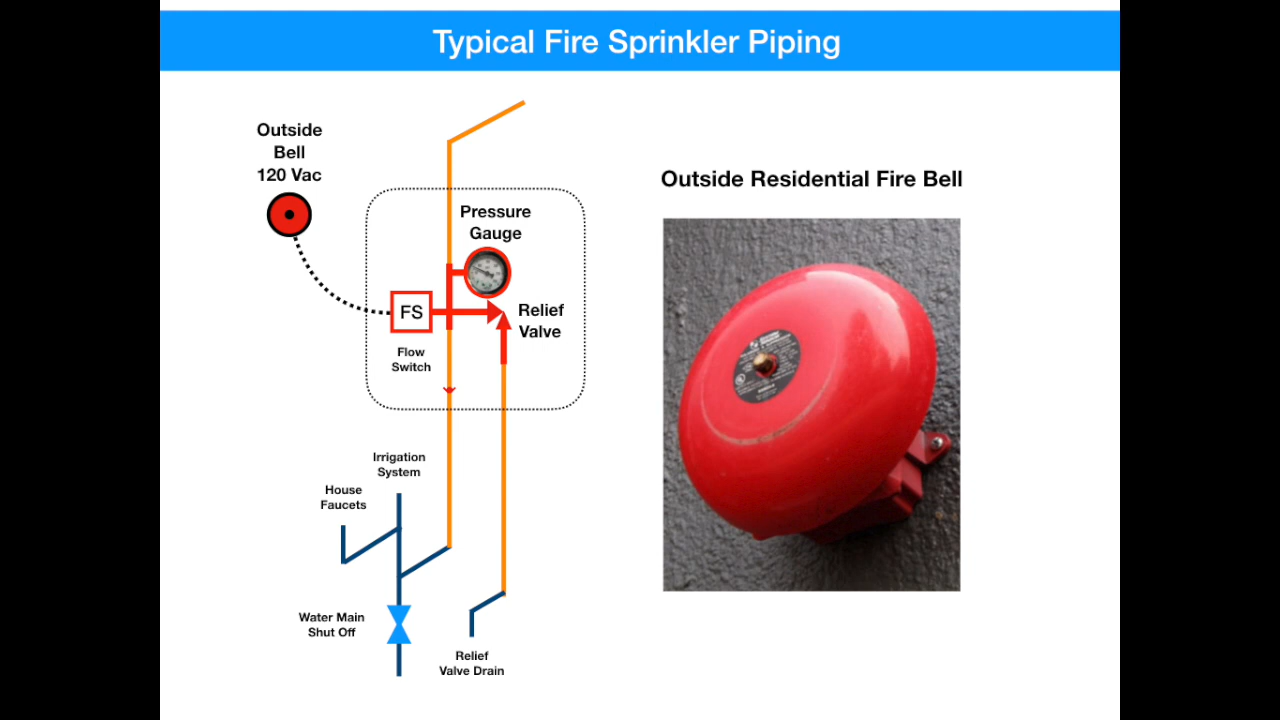 Typical Fire Sprinkler Piping
Outside
Bell
120 Vac
Outside Residential Fire Bell
Pressure
Gauge
FS
Relief
Valve
Flow
Switch
Irrigation
System
House
Faucets
Water Main
Shut Off
Relief
Valve Drain